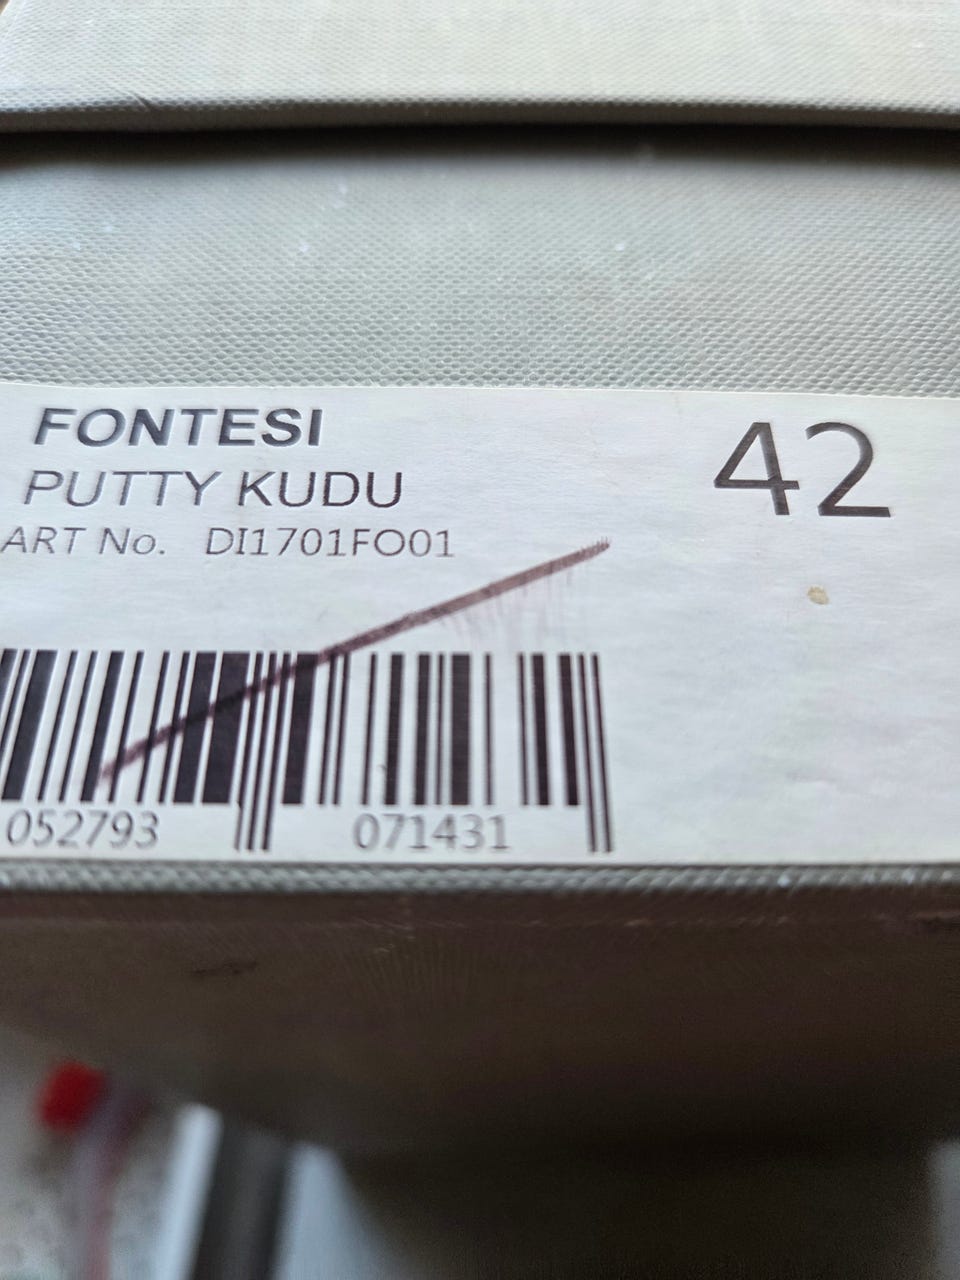 FONTESI
42
PUTTY KUDU
ART No. DI1701FO01
052793 071431